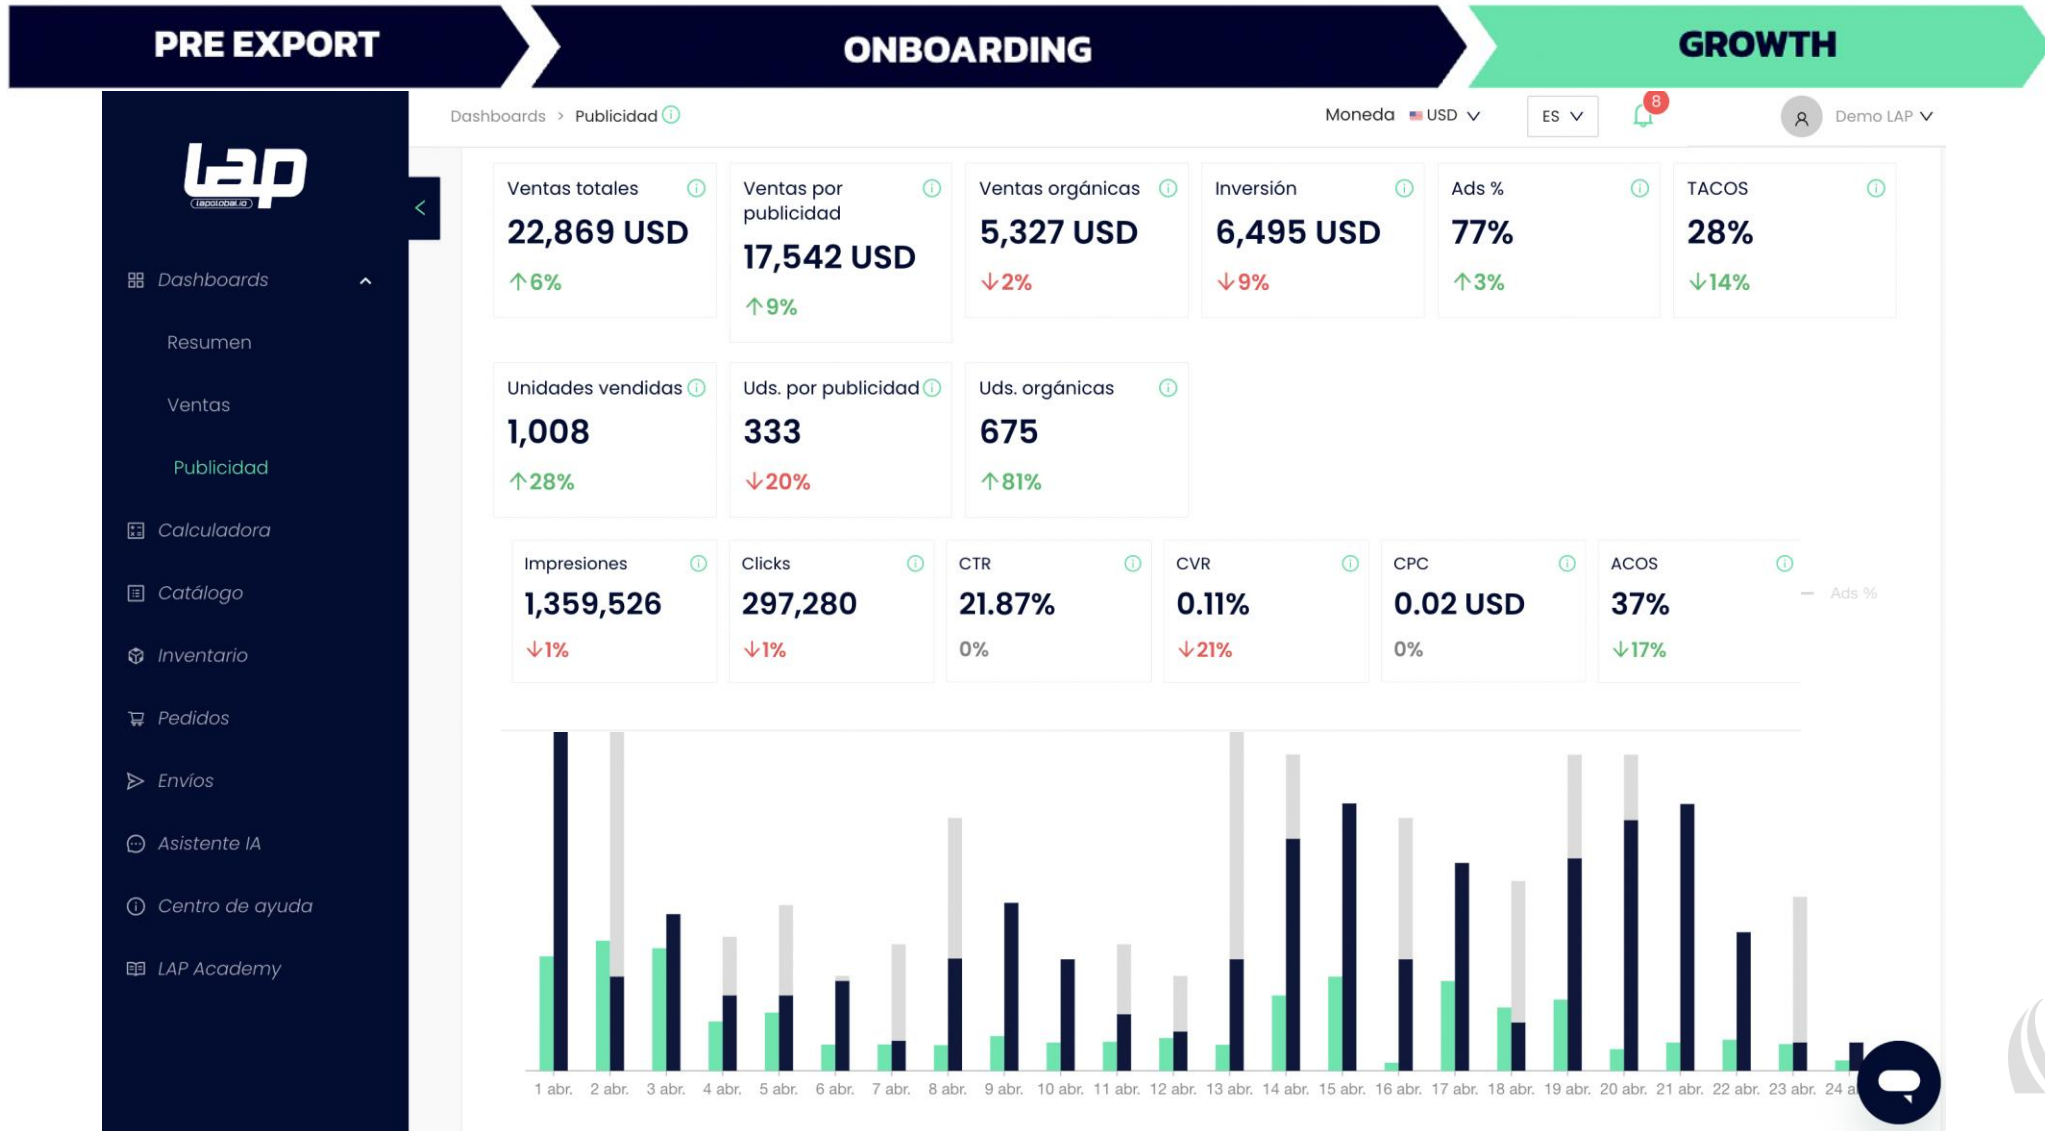 PRE EXPORT
ONBOARDING
GROWTH
Dashboards > Publicidad
Moneda USD
ES
8
Demo LAP
Lap
(lapglobal.io)
Dashboards
Resumen
Ventas
Publicidad
Calculadora
Catálogo
Inventario
Pedidos
Envíos
Asistente IA
Centro de ayuda
LAP Academy
Ventas totales
22,869 USD
↑6%
Ventas por
publicidad
17,542 USD
↑9%
Ventas orgánicas
5,327 USD
↓2%
Inversión
6,495 USD
↓9%
Ads %
77%
↑3%
TACOS
28%
↓14%
Unidades vendidas
1,008
↑28%
Uds. por publicidad
333
↓20%
Uds. orgánicas
675
↑81%
Impresiones
1,359,526
↓1%
Clicks
297,280
↓1%
CTR
21.87%
0%
CVR
0.11%
↓21%
CPC
0.02 USD
0%
ACOS
37%
↓17%
Ads %
1 abr. 2 abr. 3 abr. 4 abr. 5 abr. 6 abr. 7 abr. 8 abr. 9 abr. 10 abr. 11 abr. 12 abr. 13 abr. 14 abr. 15 abr. 16 abr. 17 abr. 18 abr. 19 abr. 20 abr. 21 abr. 22 abr. 23 abr. 24 a